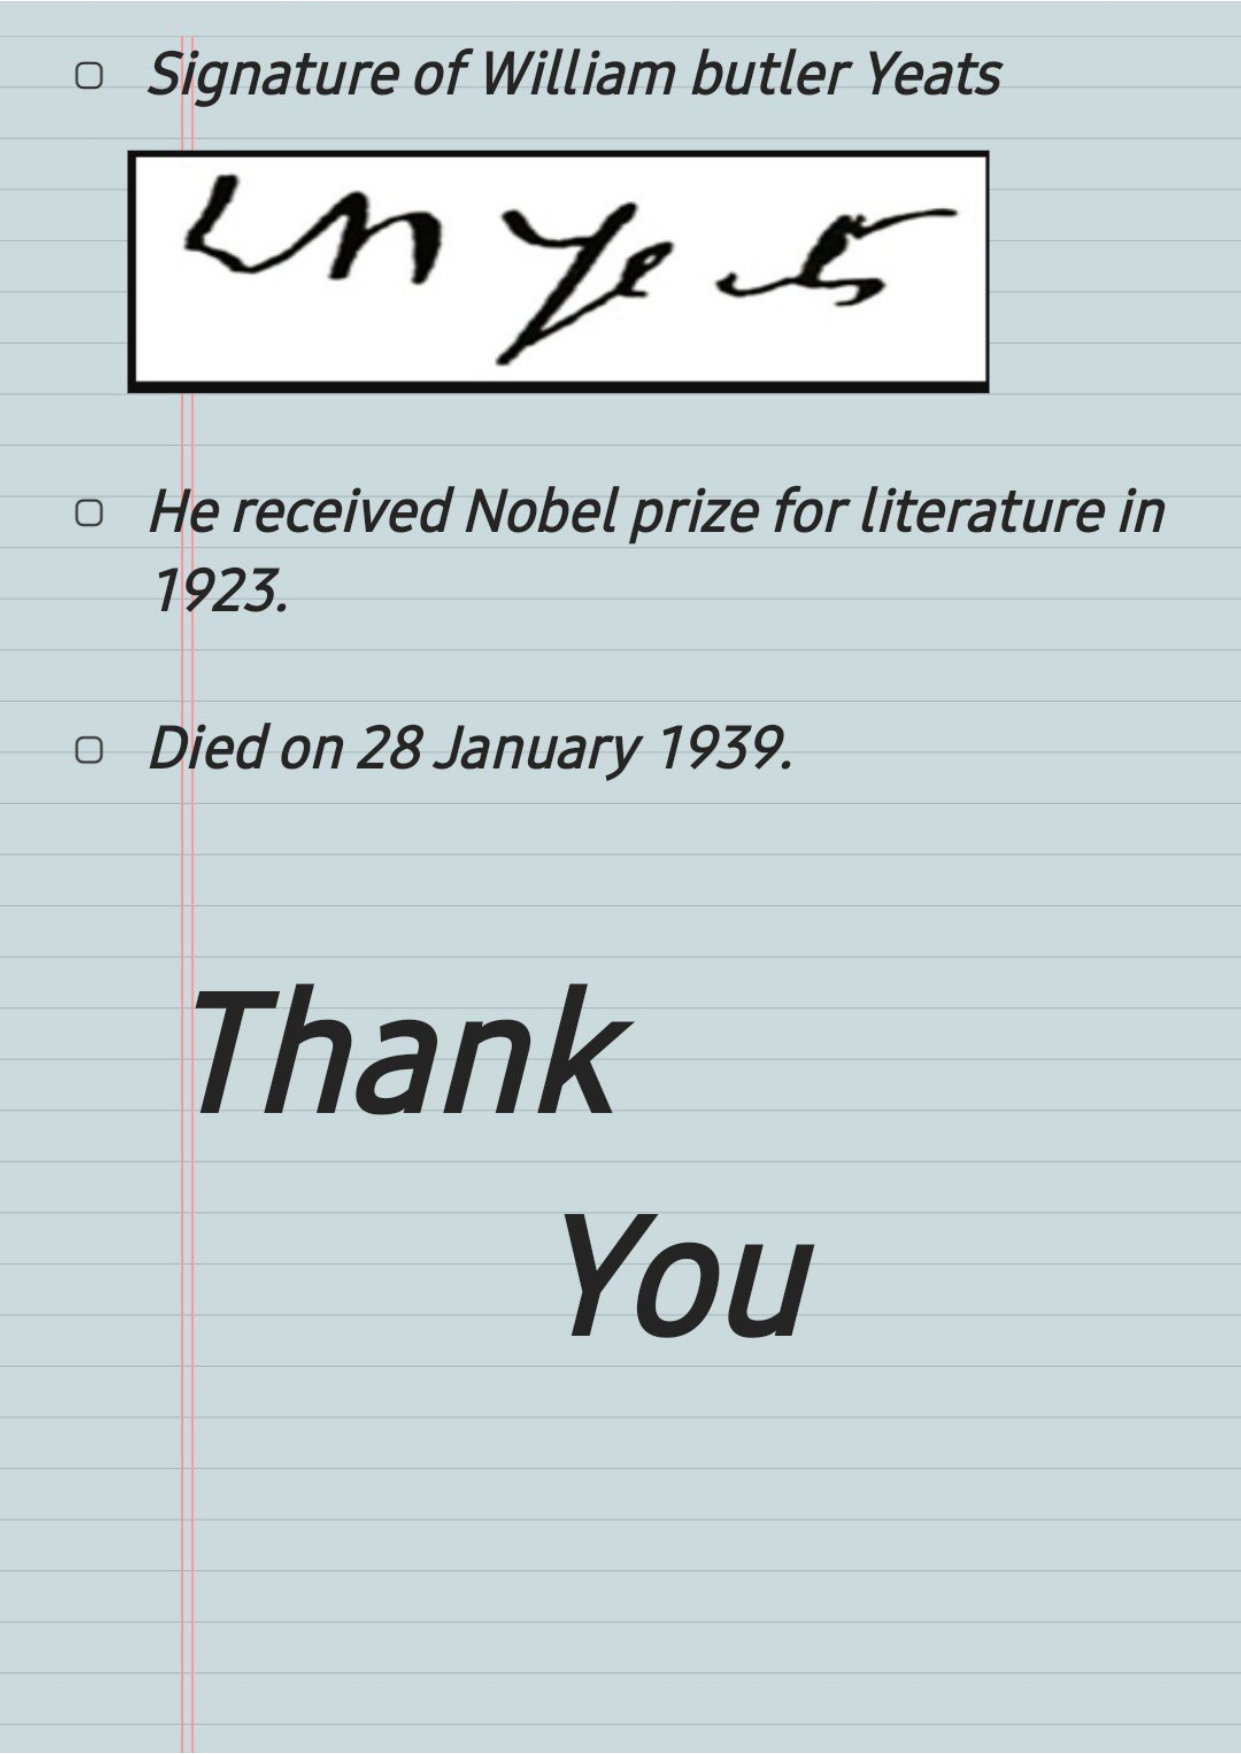 Signature of William butler Yeats
Yeats
He received Nobel prize for literature in
1923.
Died on 28 January 1939.
Thank
You